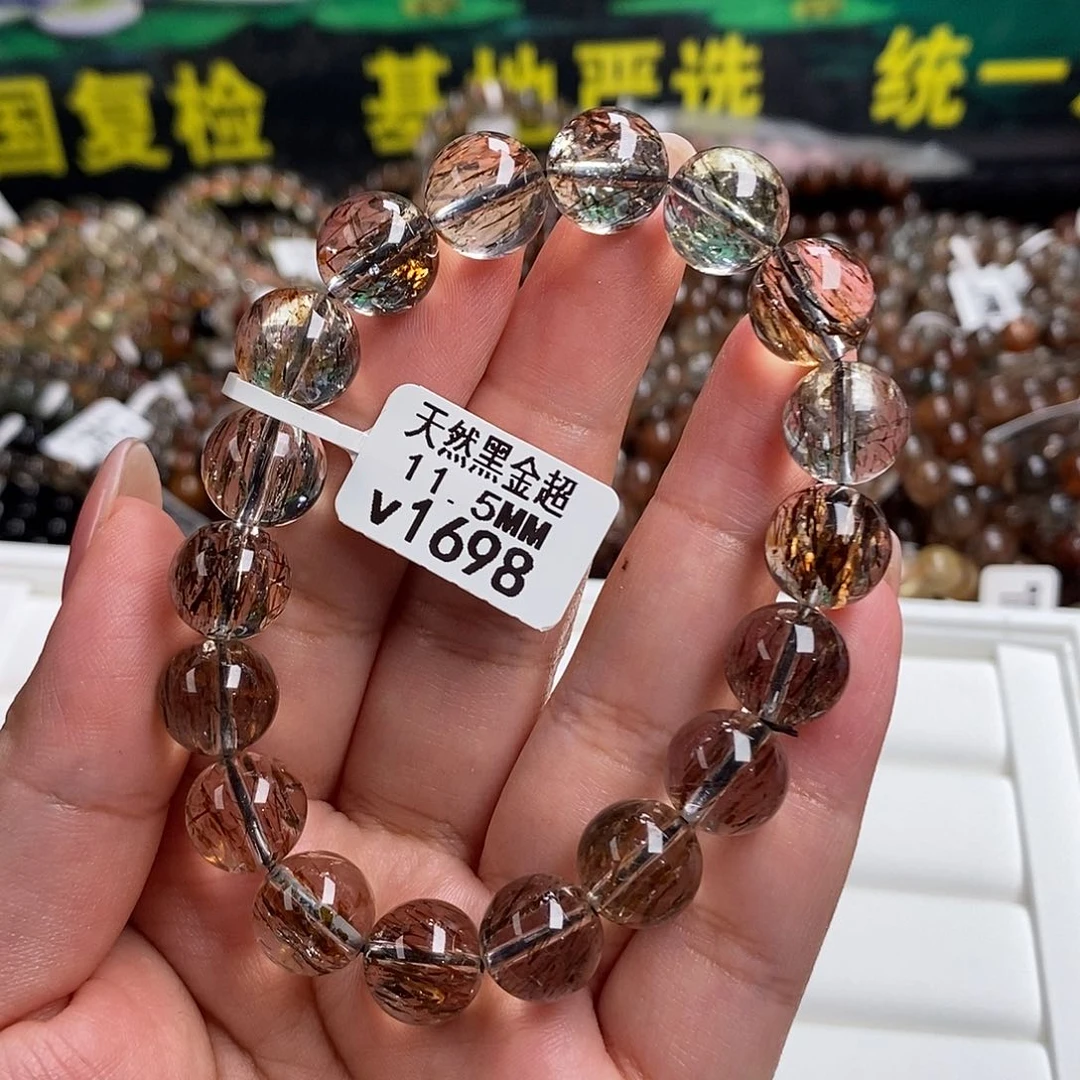 国复检 基地严选 统一
天然黑金超
11.5MM
v1698